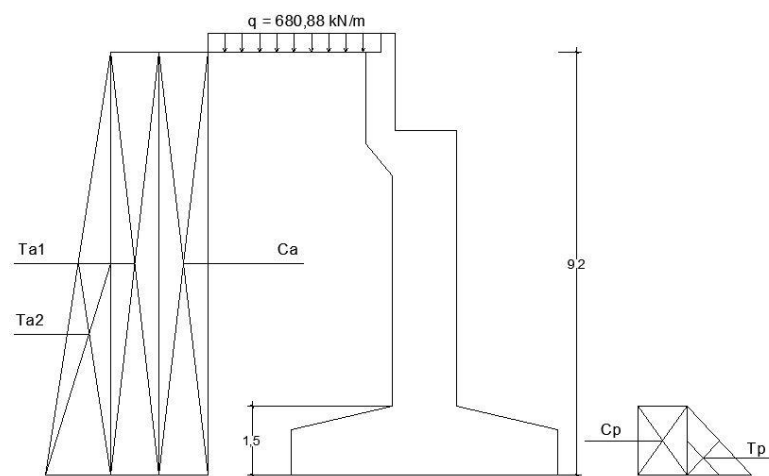 q = 680,88 kN/m
Ta1
Ca
9,2
Ta2
1,5
Cp
Tp